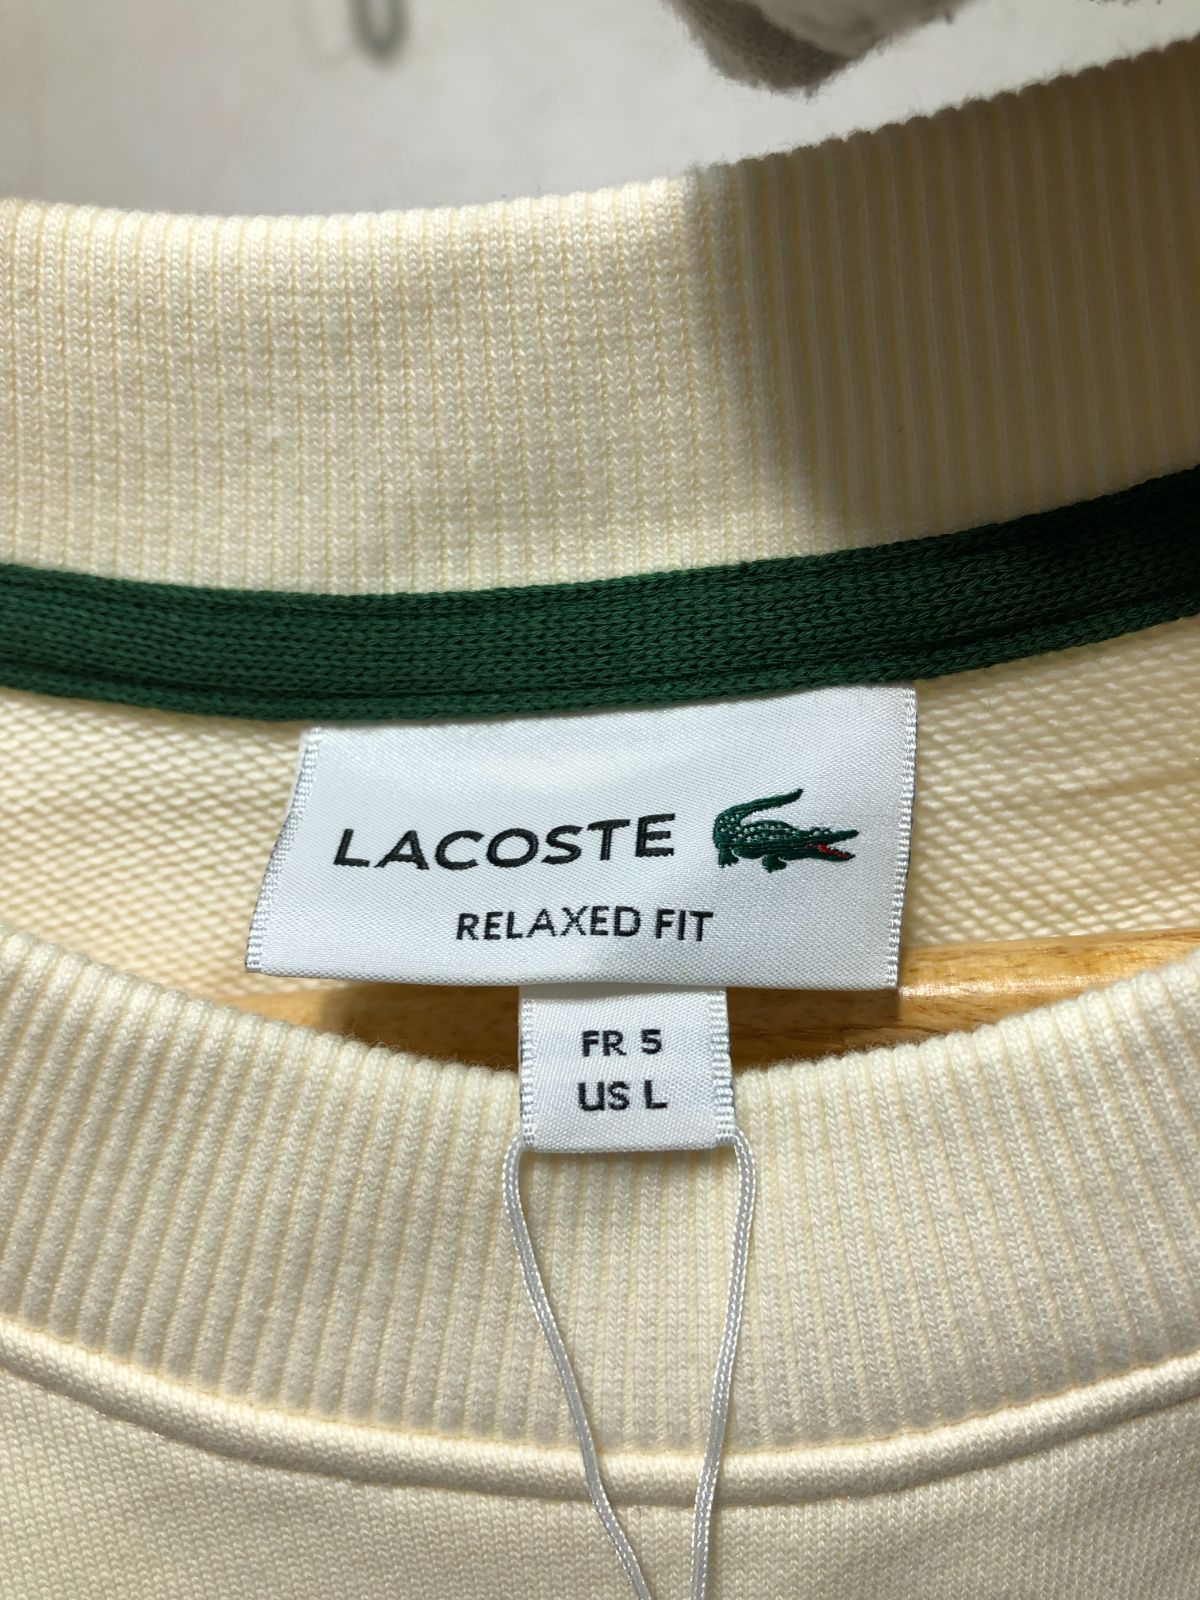 LACOSTE
RELAXED FIT
FR 5
US L